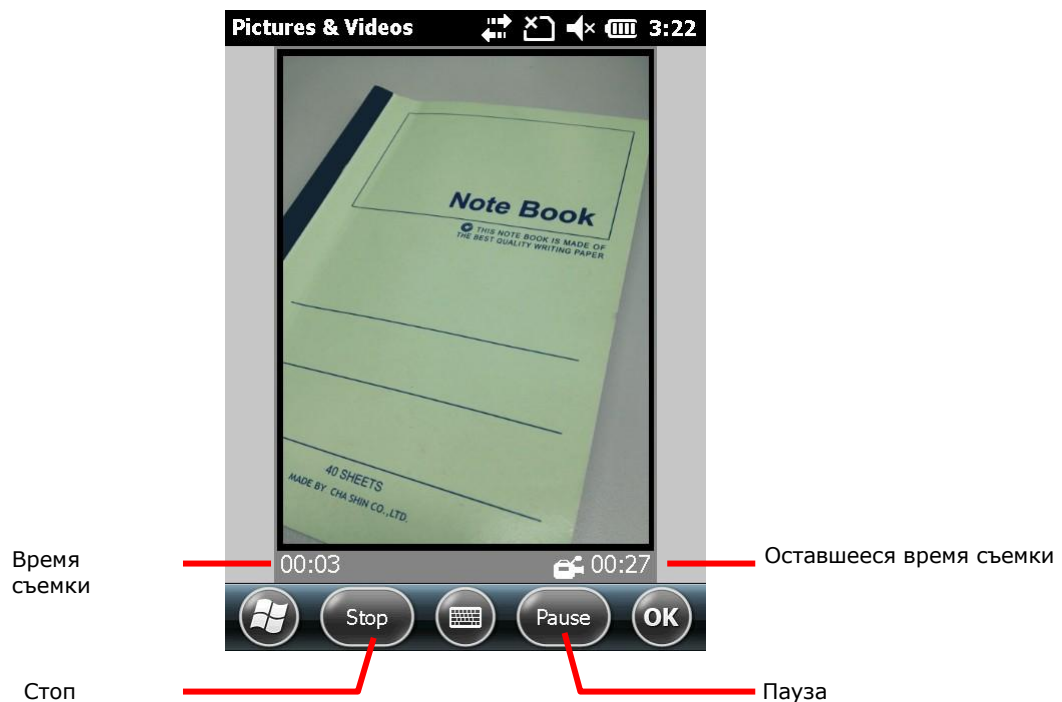 Pictures & Videos 3:22
Note Book
THIS NOTE BOOK IS MADE OF
THE BEST QUALITY WRITING PAPER
40 SHEETS
MADE BY CHA SHIN CO.,LTD.
Время
съемки
00:03 00:27
Оставшееся время съемки
Stop Pause OK
Стоп
Пауза